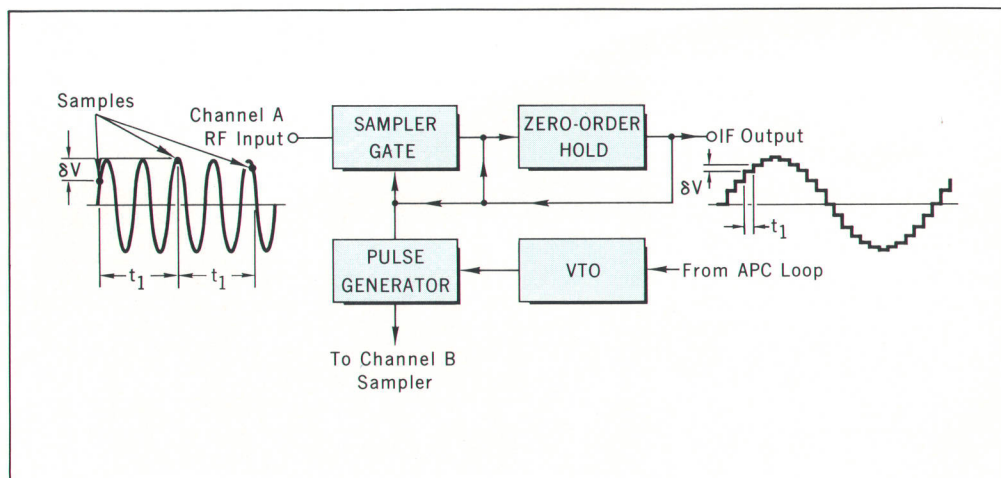 Samples
Channel A
RF Input
SAMPLER
GATE
ZERO-ORDER
HOLD
IF Output
δV
δV
t1
t1
t1
PULSE
GENERATOR
VTO
From APC Loop
To Channel B
Sampler